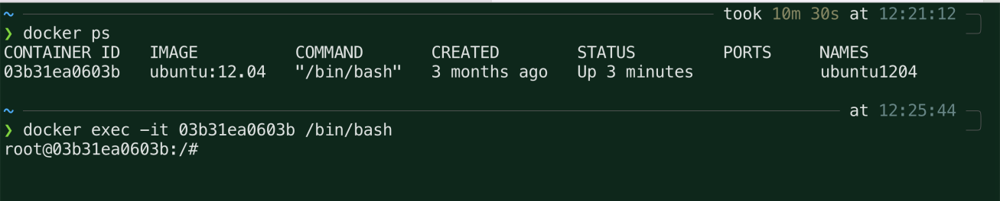 ~ took 10m 30s at 12:21:12
❯ docker ps
CONTAINER ID IMAGE COMMAND CREATED STATUS PORTS NAMES
03b31ea0603b ubuntu:12.04 "/bin/bash" 3 months ago Up 3 minutes ubuntu1204
~ at 12:25:44
❯ docker exec -it 03b31ea0603b /bin/bash
root@03b31ea0603b:/#